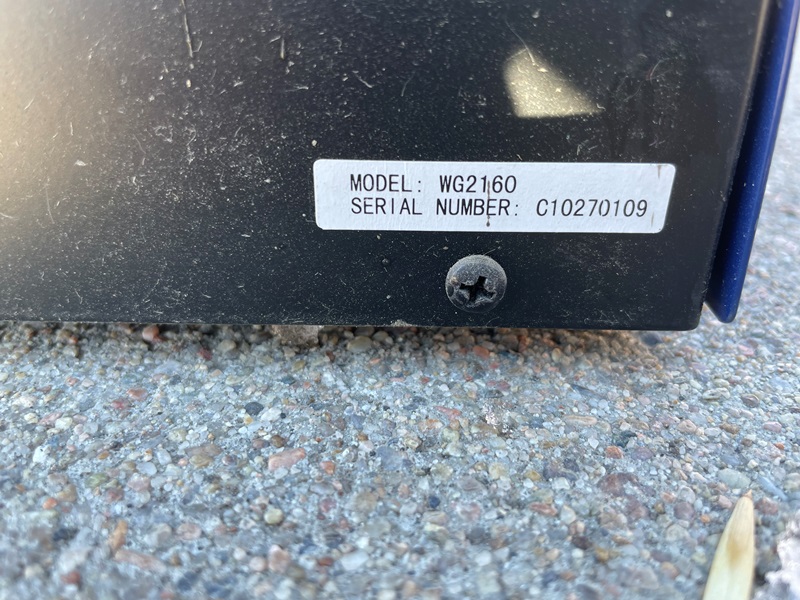 MODEL: WG2160
SERIAL NUMBER: C10270109